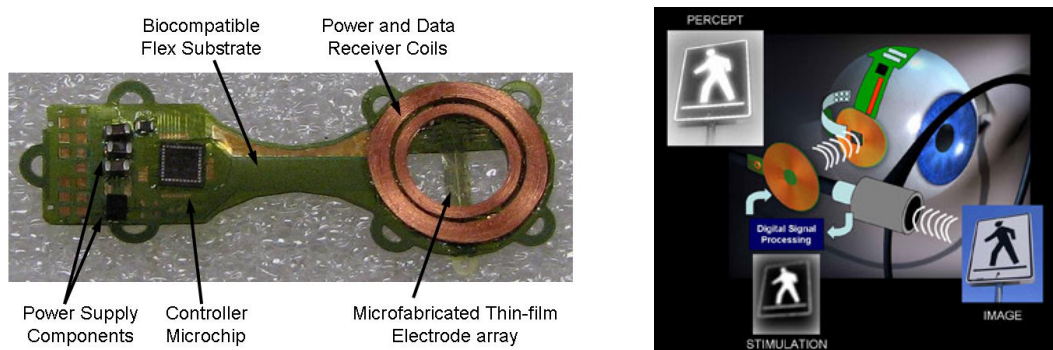 Biocompatible
Flex Substrate
Power and Data
Receiver Coils
Power Supply
Components
Controller
Microchip
Microfabricated Thin-film
Electrode array
PERCEPT
Digital Signal
Processing
STIMULATION
IMAGE